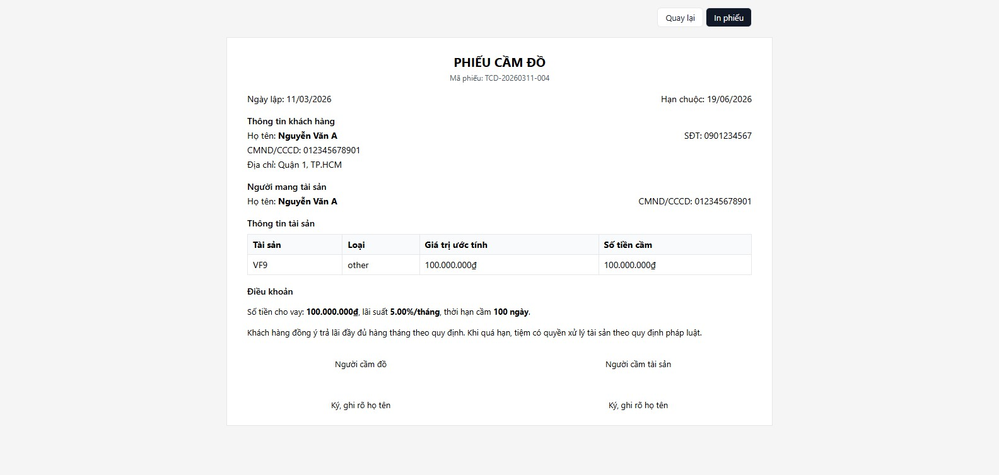 Quay lại In phiếu
PHIẾU CẦM ĐỒ
Mã phiếu: TCD-20260311-004
Ngày lập: 11/03/2026 Hạn chuộc: 19/06/2026
Thông tin khách hàng
Họ tên: Nguyễn Văn A SĐT: 0901234567
CMND/CCCD: 012345678901
Địa chỉ: Quận 1, TP.HCM
Người mang tài sản
Họ tên: Nguyễn Văn A CMND/CCCD: 012345678901
Thông tin tài sản
Tài sản Loại Giá trị ước tính Số tiền cầm
VF9 other 100.000.000₫ 100.000.000₫
Điều khoản
Số tiền cho vay: 100.000.000₫, lãi suất 5.00%/tháng, thời hạn cầm 100 ngày.
Khách hàng đồng ý trả lãi đầy đủ hàng tháng theo quy định. Khi quá hạn, tiệm có quyền xử lý tài sản theo quy định pháp luật.
Người cầm đồ Người cầm tài sản
Ký, ghi rõ họ tên Ký, ghi rõ họ tên